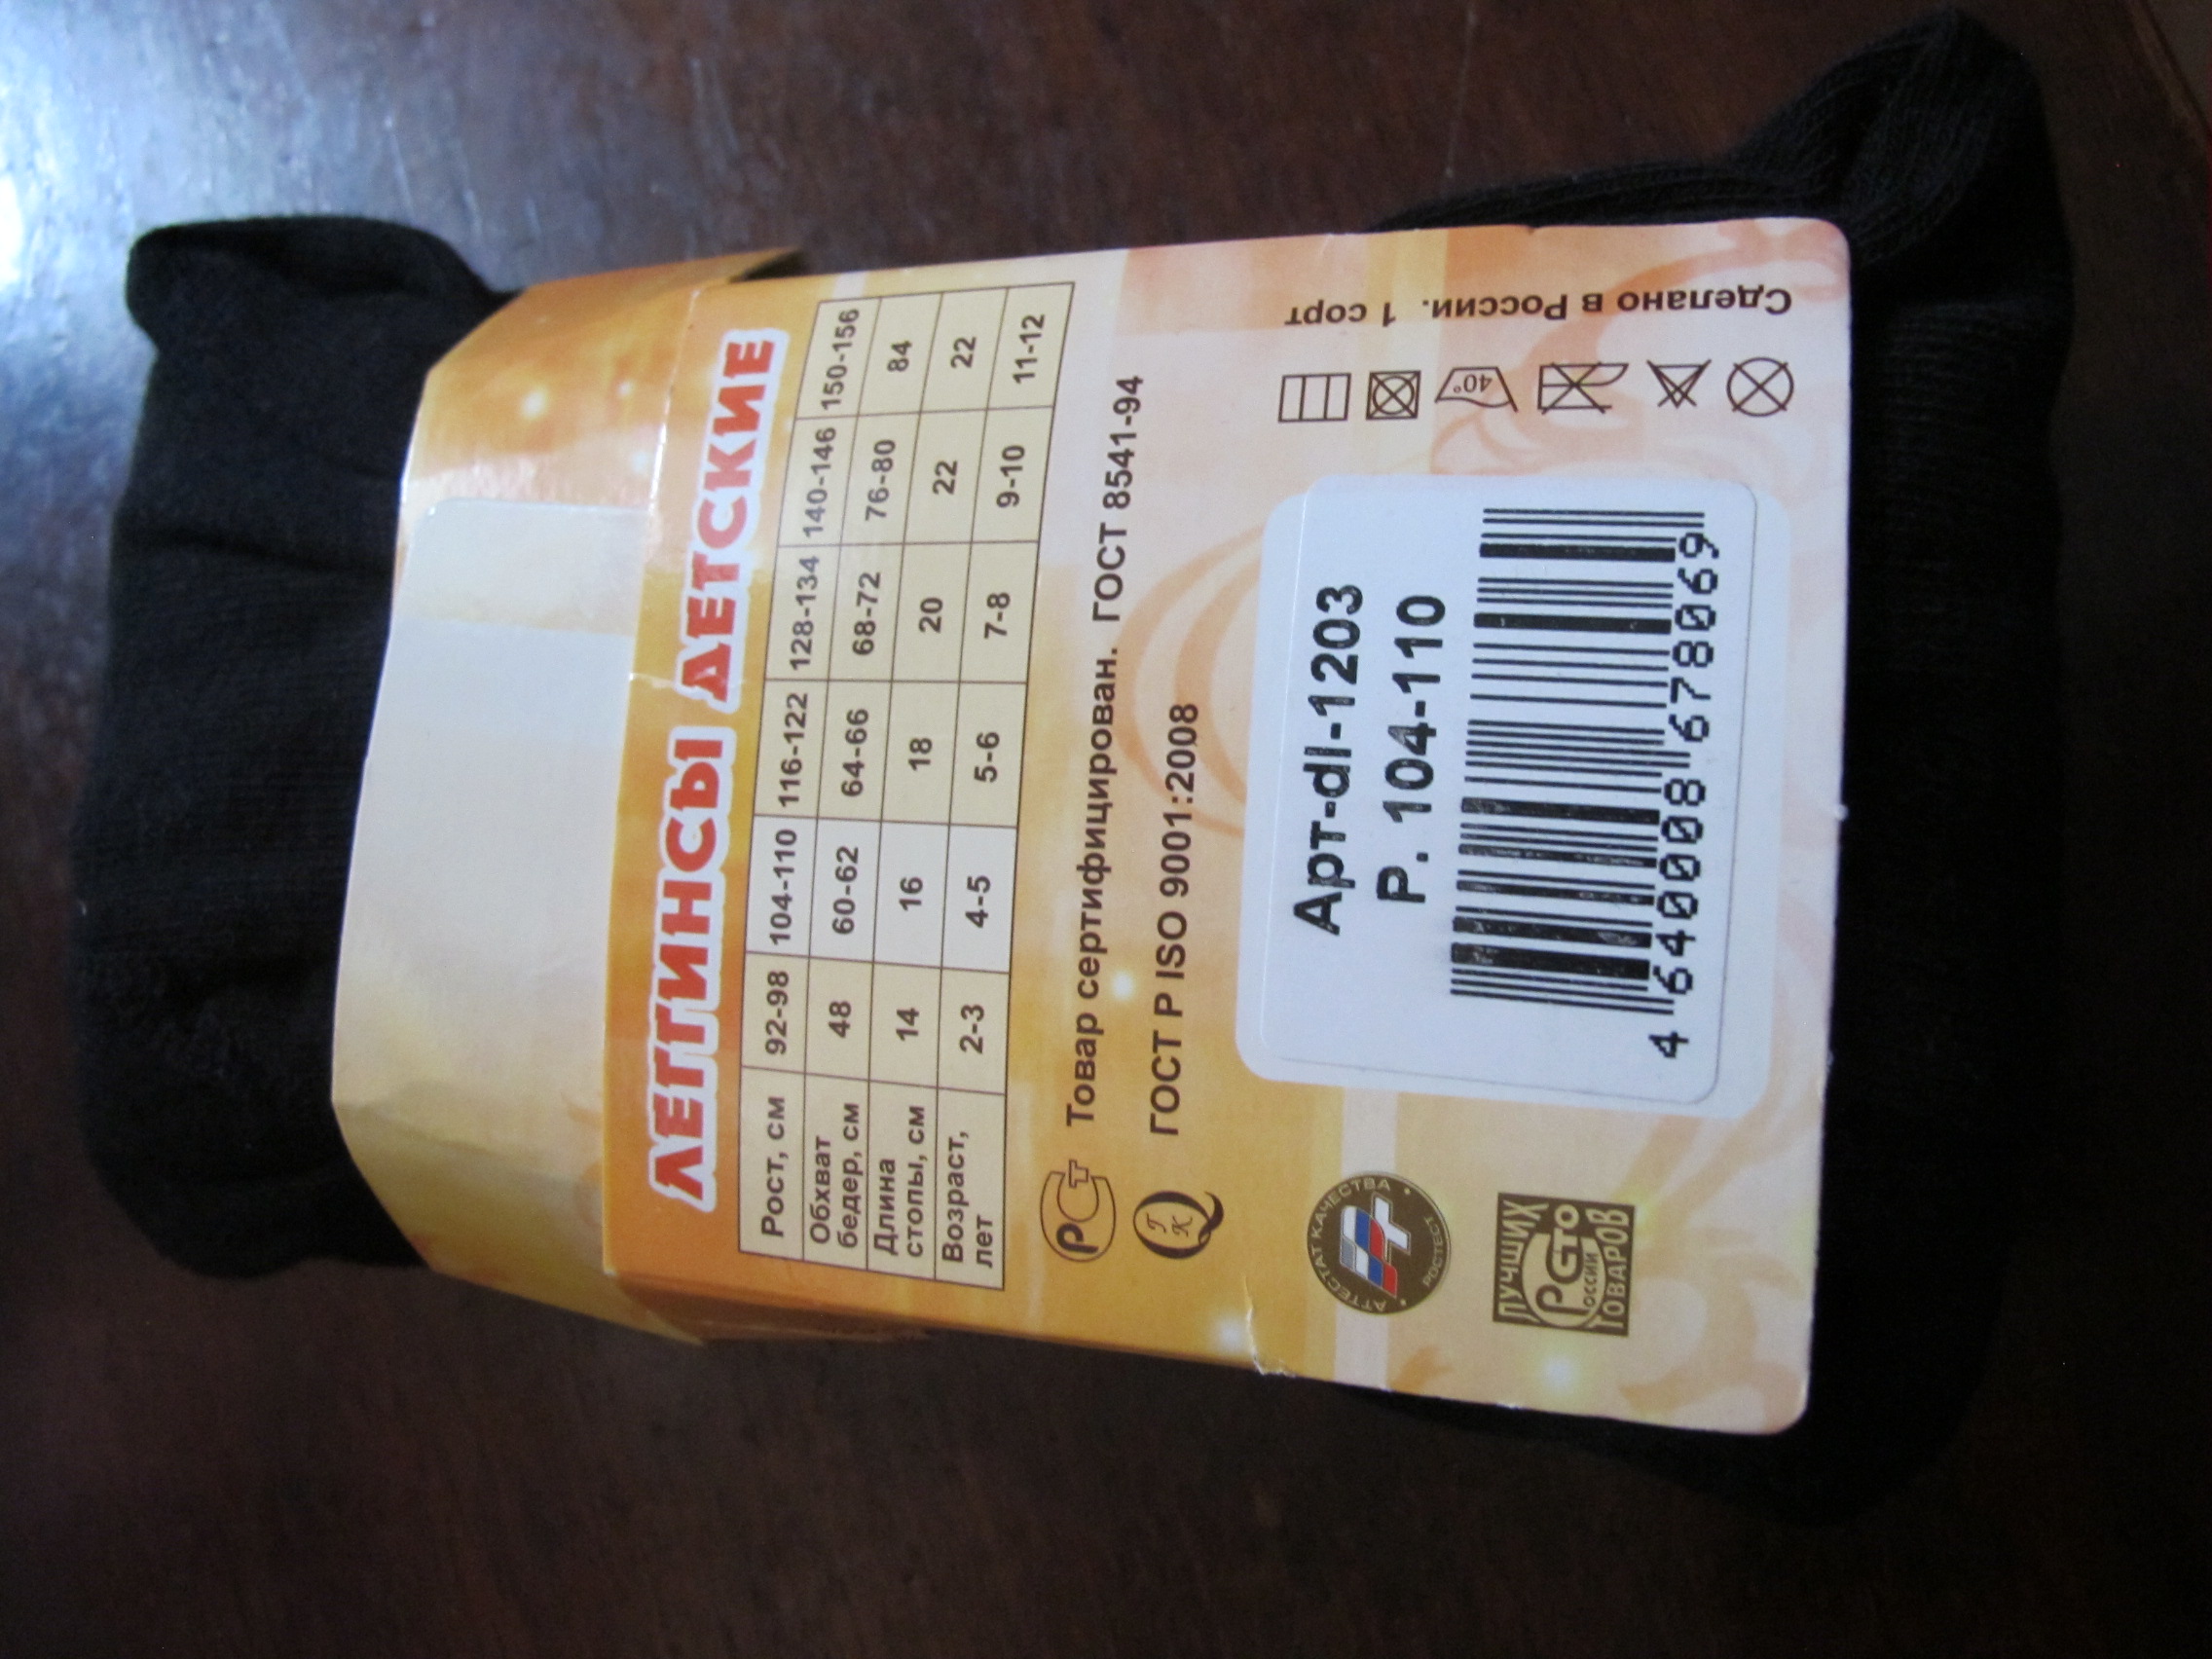 ЛЕГГИНСЫ ДЕТСКИЕ
Рост, см 92-98 104-110 116-122 128-134 140-146 150-156
Обхват
бедер, см 48 60-62 64-66 68-72 76-80 84
Длина
стопы, см 14 16 18 20 22 22
Возраст,
лет 2-3 4-5 5-6 7-8 9-10 11-12
РСТ Товар сертифицирован. ГОСТ 8541-94
ГК ГОСТ Р ISO 9001:2008
АТТЕСТАТ КАЧЕСТВА
РОСТЕСТ
100
ЛУЧШИХ
ТОВАРОВ
РОССИИ
Арт-dl-1203
Р. 104-110
4 640008 678069
40°
Сделано в России. 1 сорт